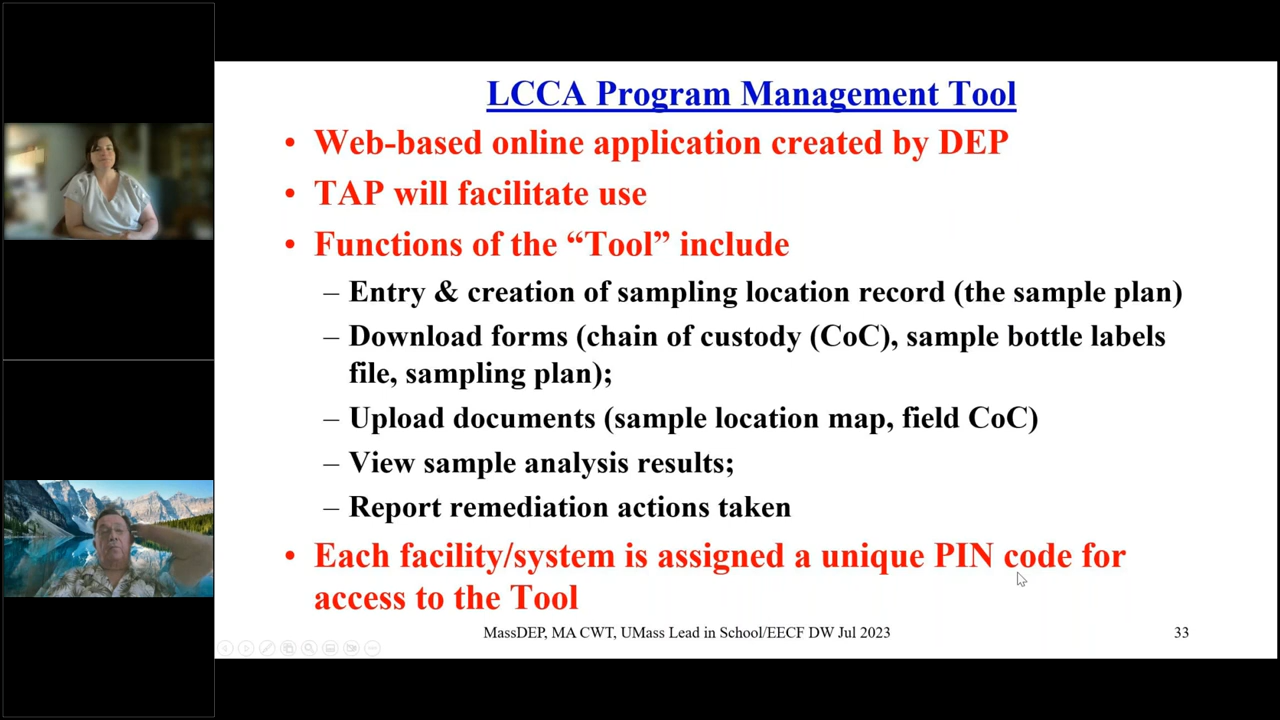 LCCA Program Management Tool
• Web-based online application created by DEP
• TAP will facilitate use
• Functions of the “Tool” include
– Entry & creation of sampling location record (the sample plan)
– Download forms (chain of custody (CoC), sample bottle labels
file, sampling plan);
– Upload documents (sample location map, field CoC)
– View sample analysis results;
– Report remediation actions taken
• Each facility/system is assigned a unique PIN code for
access to the Tool
MassDEP, MA CWT, UMass Lead in School/EECF DW Jul 2023
33